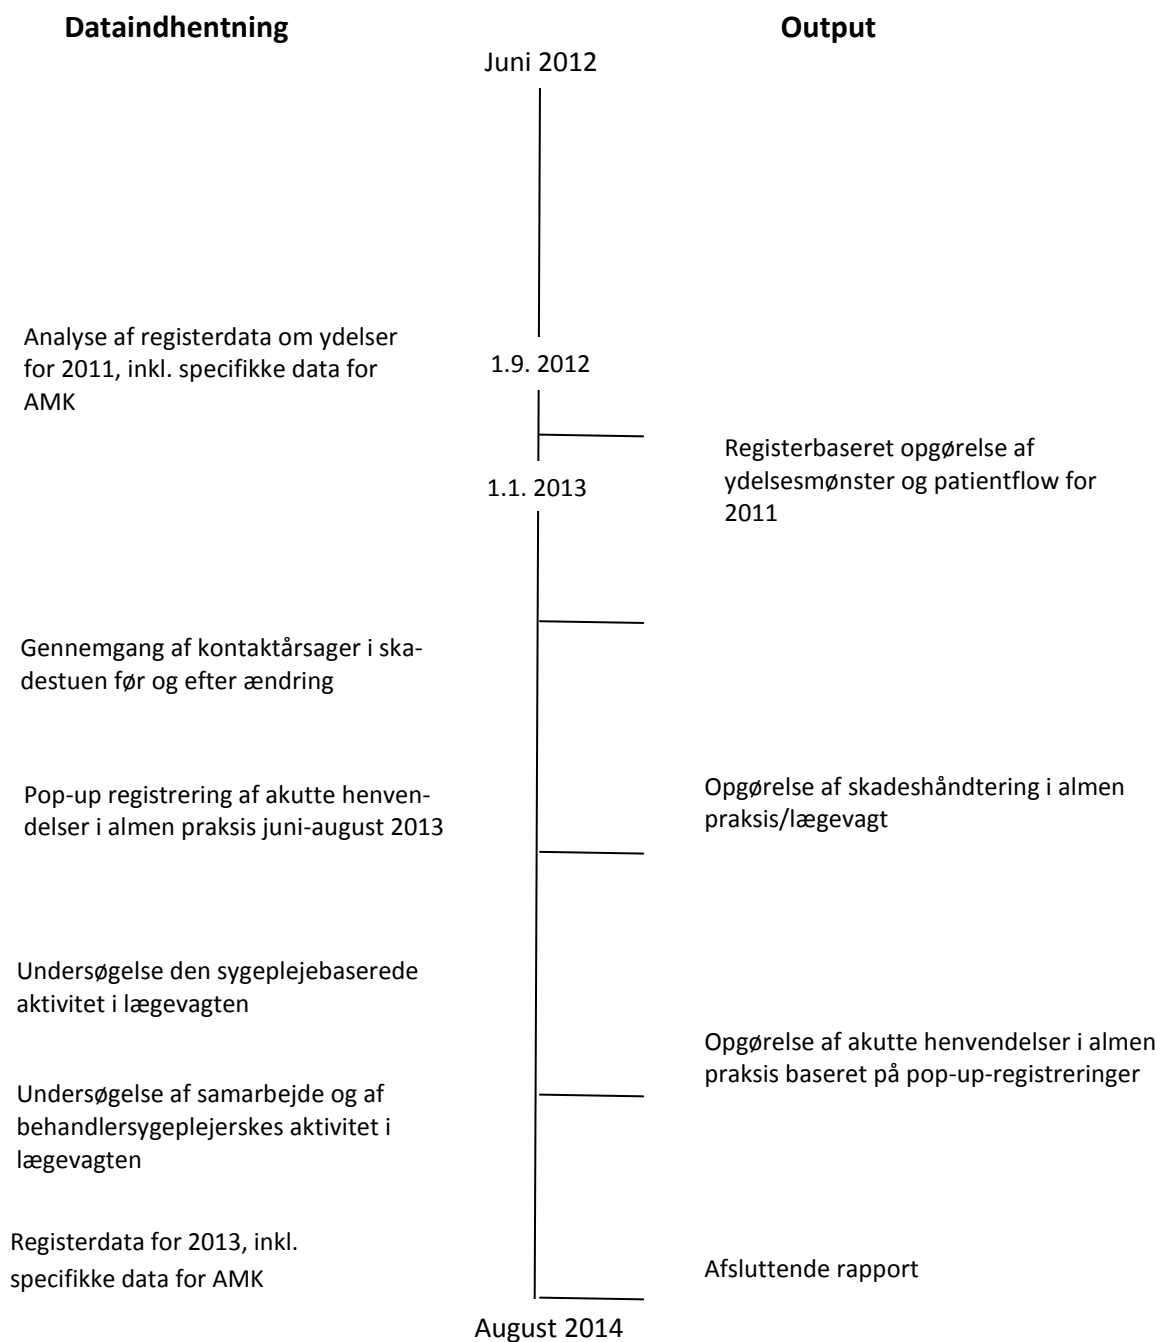 Dataindhentning
Output
Juni 2012
Analyse af registerdata om ydelser
for 2011, inkl. specifikke data for
AMK
1.9. 2012
Registerbaseret opgørelse af
ydelsesmønster og patientflow for
2011
1.1. 2013
Gennemgang af kontaktårsager i ska-
destuen før og efter ændring
Pop-up registrering af akutte henven-
delser i almen praksis juni-august 2013
Opgørelse af skadeshåndtering i almen
praksis/lægevagt
Undersøgelse den sygeplejebaserede
aktivitet i lægevagten
Opgørelse af akutte henvendelser i almen
praksis baseret på pop-up-registreringer
Undersøgelse af samarbejde og af
behandlersygeplejerskes aktivitet i
lægevagten
Registerdata for 2013, inkl.
specifikke data for AMK
Afsluttende rapport
August 2014